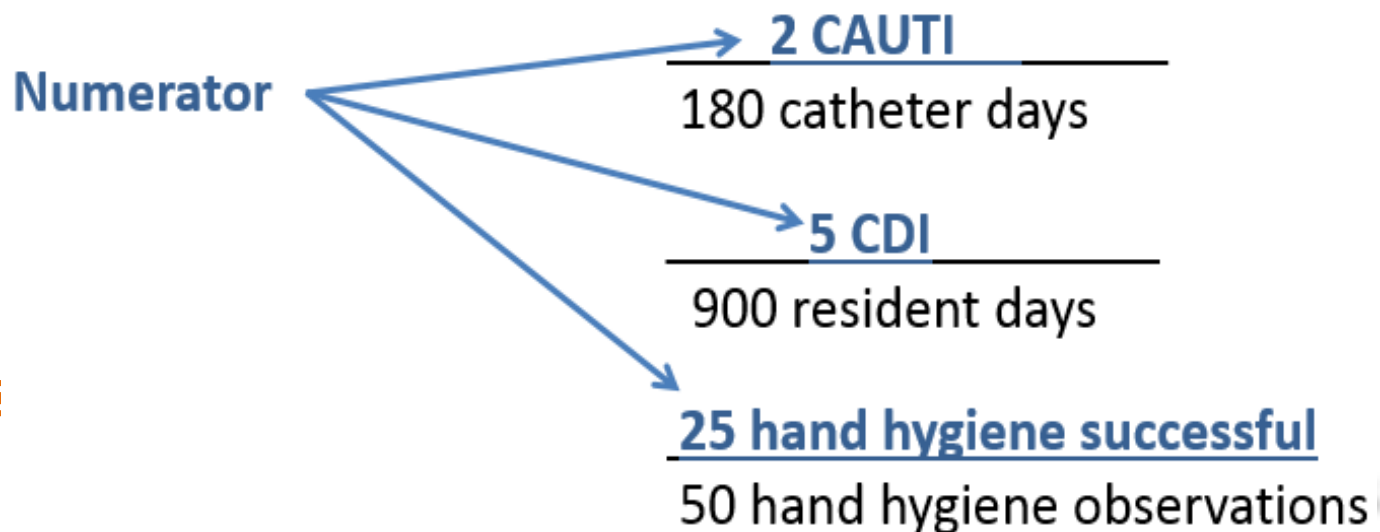 2 CAUTI
Numerator
180 catheter days
5 CDI
900 resident days
25 hand hygiene successful
50 hand hygiene observations